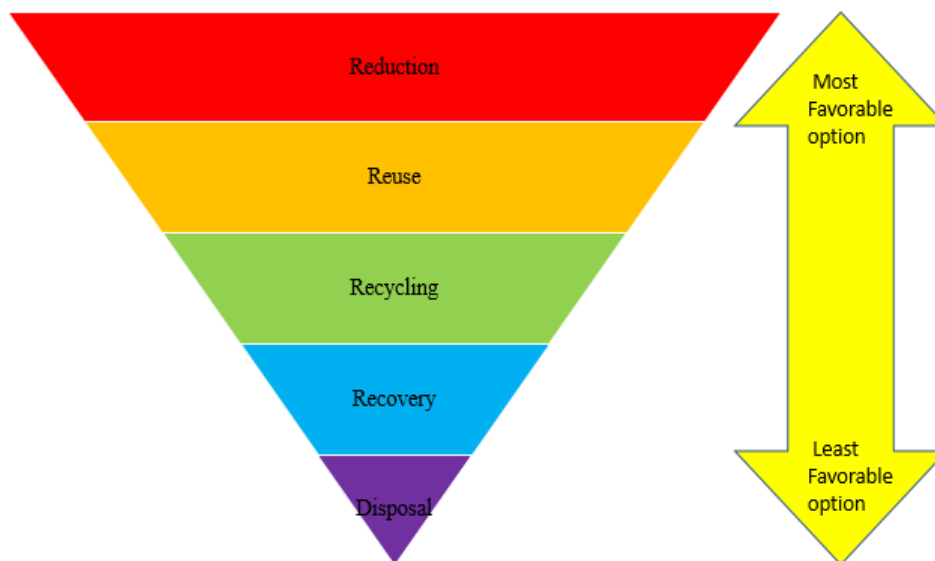 Reduction
Most
Favorable
option
Reuse
Recycling
Recovery
Least
Favorable
option
Disposal